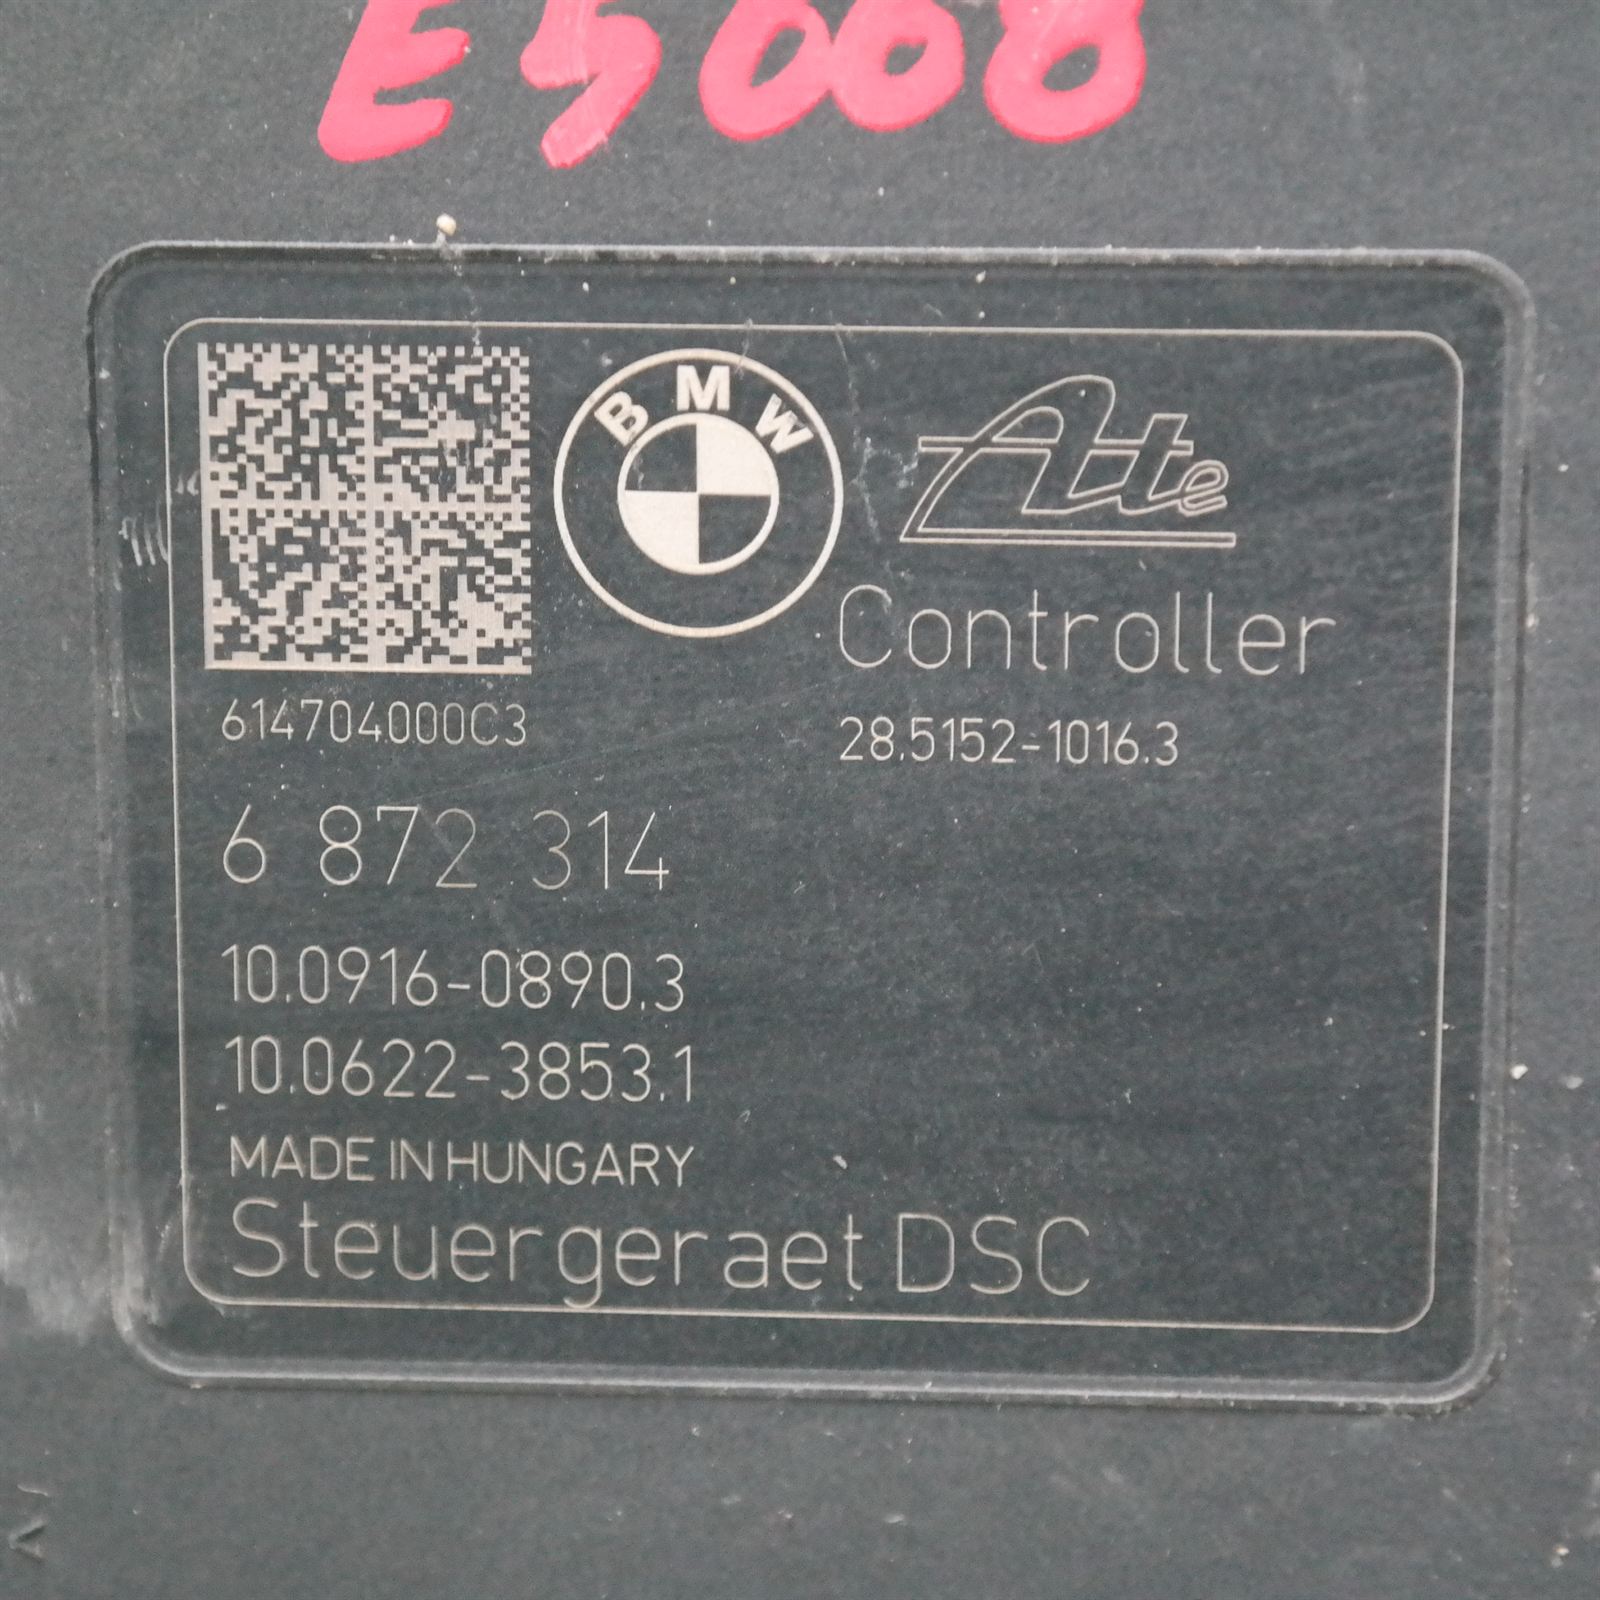 E5008
BMW
Ate
Controller
614704000C3
28.5152-1016.3
6 872 314
10.0916-0890.3
10.0622-3853.1
MADE IN HUNGARY
Steuergeraet DSC